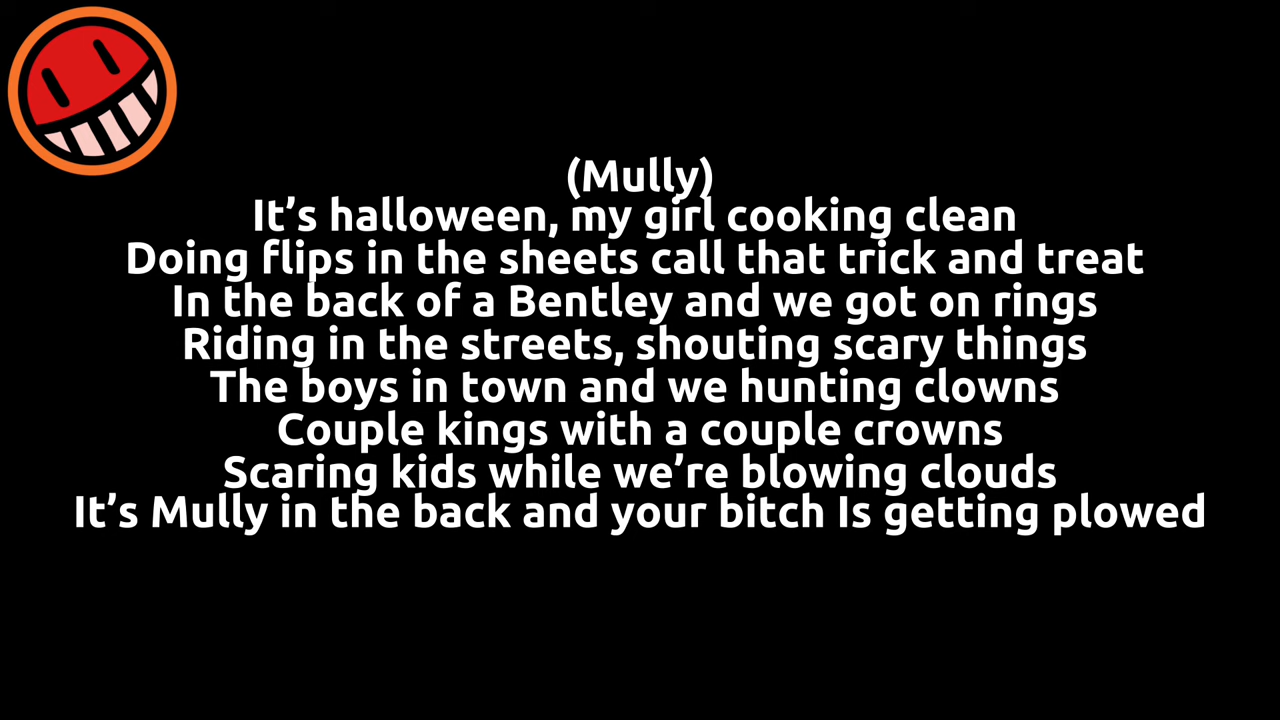 (Mully)
It’s halloween, my girl cooking clean
Doing flips in the sheets call that trick and treat
In the back of a Bentley and we got on rings
Riding in the streets, shouting scary things
The boys in town and we hunting clowns
Couple kings with a couple crowns
Scaring kids while we’re blowing clouds
It’s Mully in the back and your bitch Is getting plowed